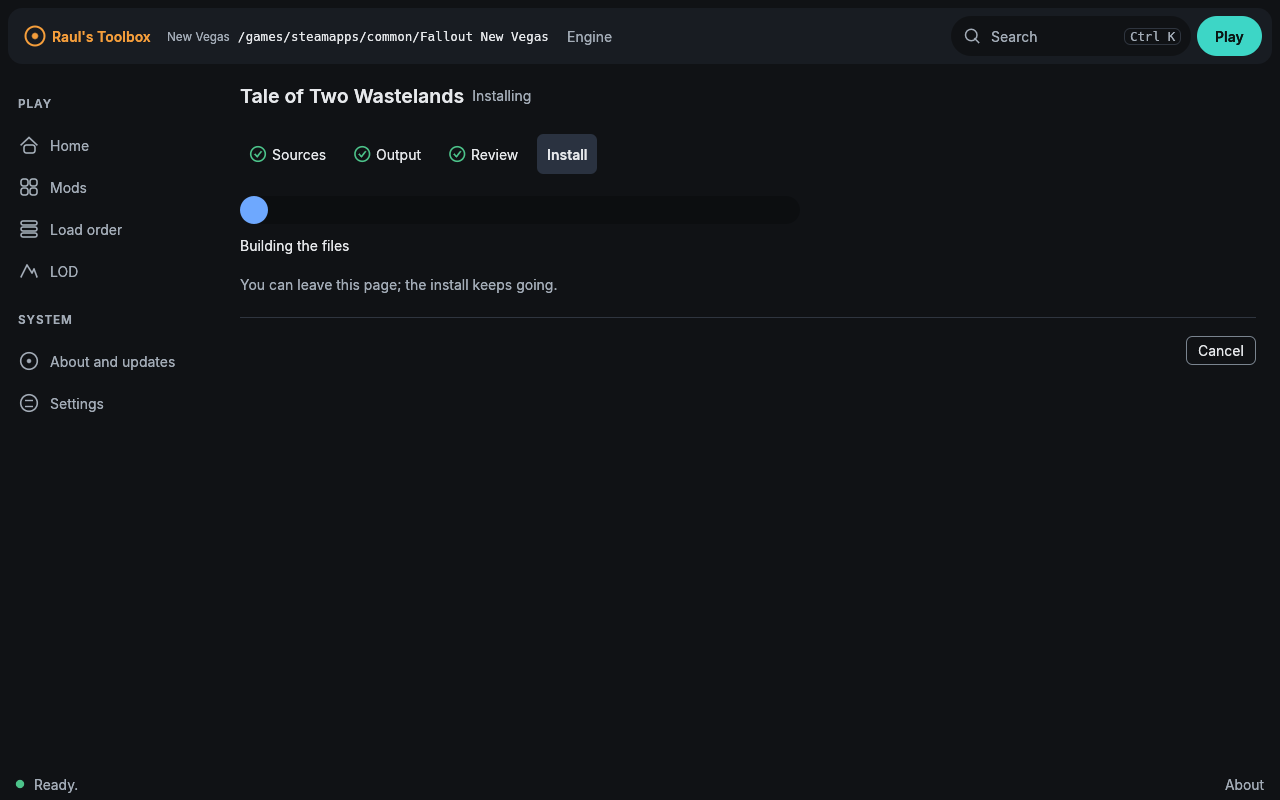 Raul's Toolbox New Vegas /games/steamapps/common/Fallout New Vegas Engine Search Ctrl K Play
PLAY
Home
Mods
Load order
LOD
SYSTEM
About and updates
Settings
Tale of Two Wastelands Installing
Sources Output Review Install
Building the files
You can leave this page; the install keeps going.
Cancel
Ready.
About